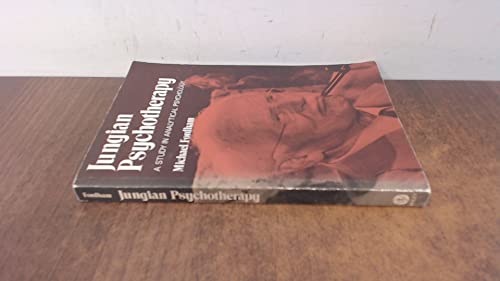 Jungian
Psychotherapy
A STUDY IN ANALYTICAL PSYCHOLOGY
Michael Fordham
Fordham Jungian Psychotherapy